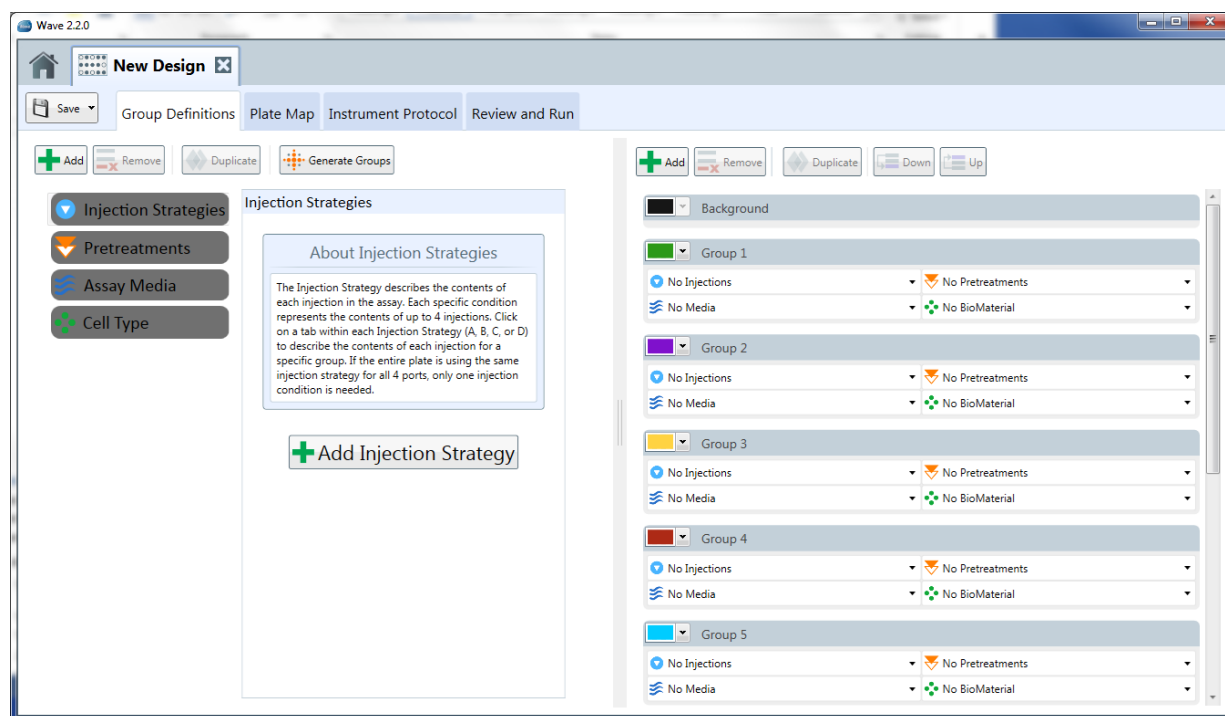 Wave 2.2.0
New Design
Save
Group Definitions Plate Map Instrument Protocol Review and Run
Add Remove Duplicate Generate Groups
Injection Strategies
Pretreatments
Assay Media
Cell Type
Injection Strategies
About Injection Strategies
The Injection Strategy describes the contents of
each injection in the assay. Each specific condition
represents the contents of up to 4 injections. Click
on a tab within each Injection Strategy (A, B, C, or D)
to describe the contents of each injection for a
specific group. If the entire plate is using the same
injection strategy for all 4 ports, only one injection
condition is needed.
Add Injection Strategy
Add Remove Duplicate Down Up
Background
Group 1
No Injections No Pretreatments
No Media No BioMaterial
Group 2
No Injections No Pretreatments
No Media No BioMaterial
Group 3
No Injections No Pretreatments
No Media No BioMaterial
Group 4
No Injections No Pretreatments
No Media No BioMaterial
Group 5
No Injections No Pretreatments
No Media No BioMaterial